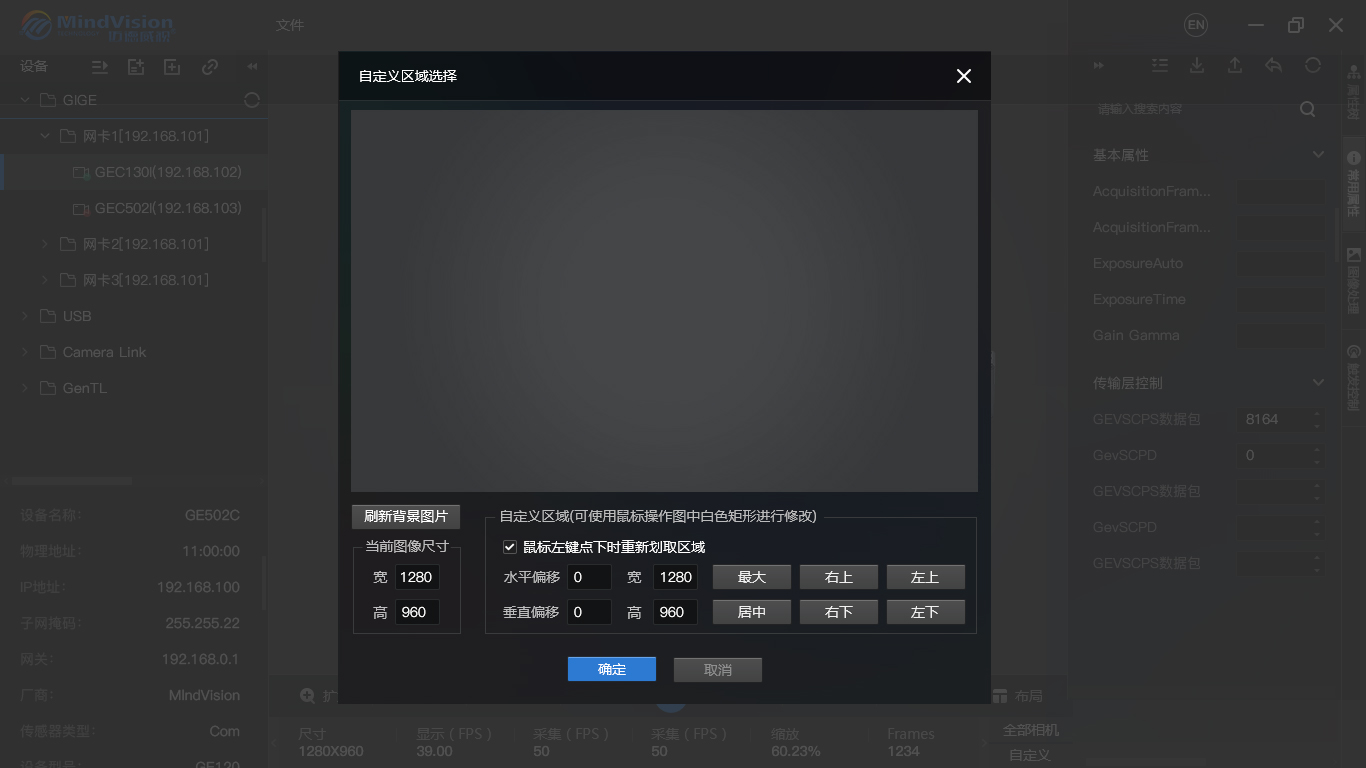 MindVision
文件
EN
设备
GIGE
网卡1[192.168.101]
GEC130I(192.168.102)
GEC502I(192.168.103)
网卡2[192.168.101]
网卡3[192.168.101]
USB
Camera Link
GenTL
设备名称: GE502C
物理地址: 11:00:00
IP地址: 192.168.100
子网掩码: 255.255.22
网关: 192.168.0.1
厂商: MIndVision
传感器类型: Com
设备型号: GE120
自定义区域选择
刷新背景图片
当前图像尺寸
宽 1280
高 960
自定义区域(可使用鼠标操作图中白色矩形进行修改)
鼠标左键点下时重新划取区域
水平偏移 0 宽 1280 最大 右上 左上
垂直偏移 0 高 960 居中 右下 左下
确定 取消
扩
布局
尺寸 显示（FPS） 采集（FPS） 采集（FPS） 缩放 Frames
1280X960 39.00 50 50 60.23% 1234
全部相机
自定义
请输入搜索内容
基本属性
AcquisitionFram...
AcquisitionFram...
ExposureAuto
ExposureTime
Gain Gamma
传输层控制
GEVSCPS数据包 8164
GevSCPD 0
GEVSCPS数据包
GevSCPD
GEVSCPS数据包
属性树
常用属性
图像处理
触发控制